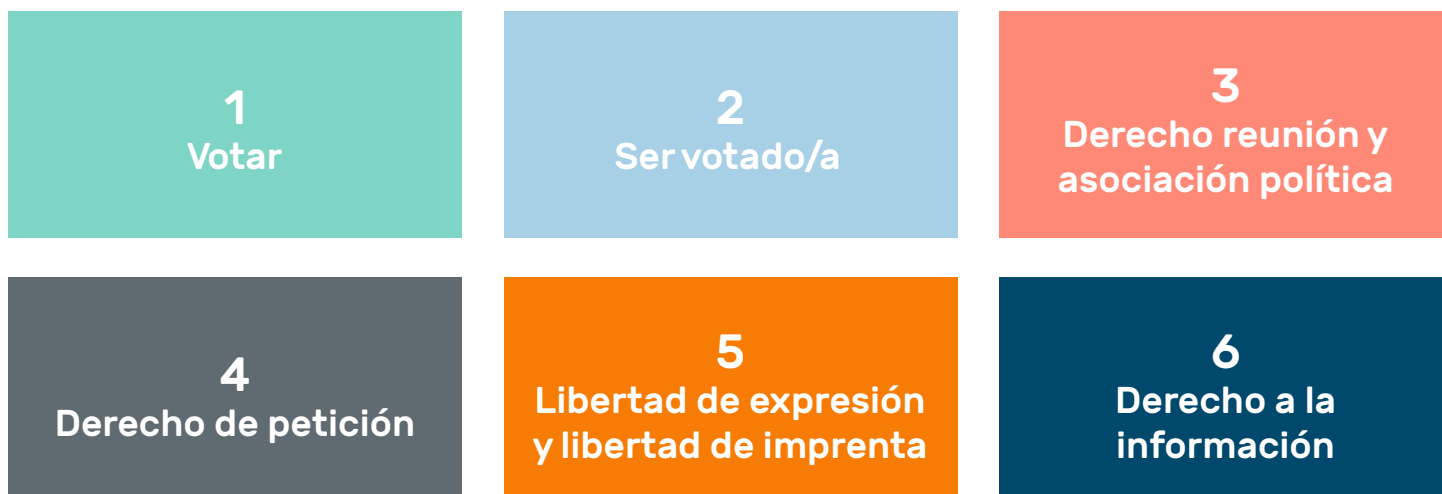 1
Votar
2
Ser votado/a
3
Derecho reunión y
asociación política
4
Derecho de petición
5
Libertad de expresión
y libertad de imprenta
6
Derecho a la
información